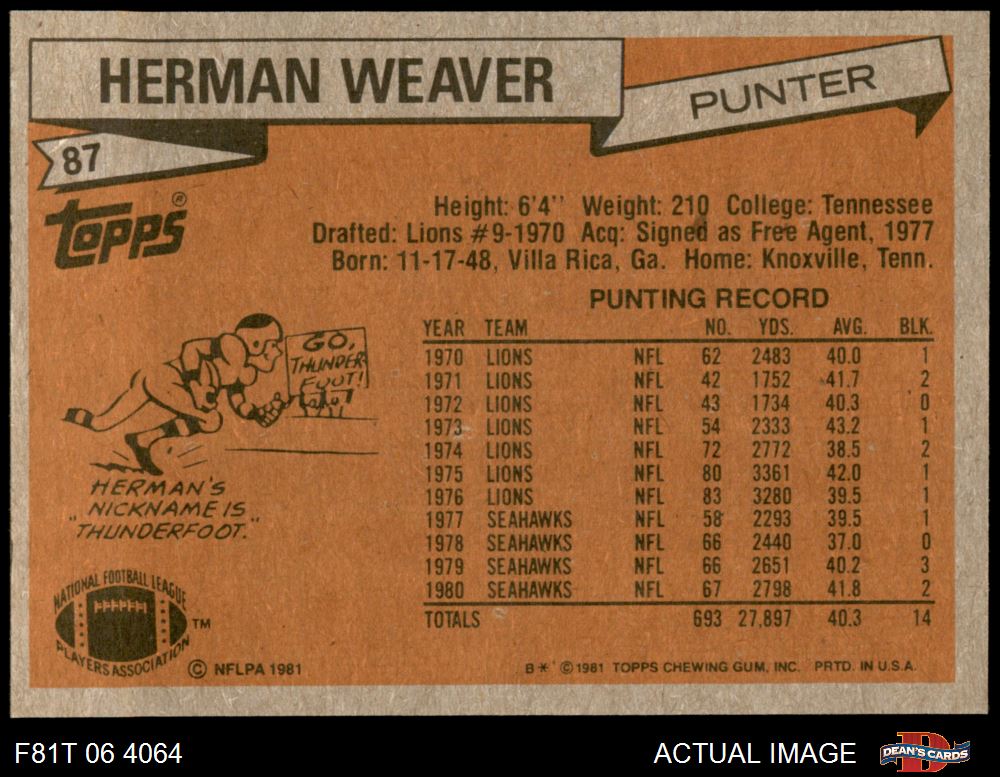 HERMAN WEAVER
PUNTER
87
Topps®
Height: 6'4'' Weight: 210 College: Tennessee
Drafted: Lions #9-1970 Acq: Signed as Free Agent, 1977
Born: 11-17-48, Villa Rica, Ga. Home: Knoxville, Tenn.
PUNTING RECORD
YEAR TEAM NO. YDS. AVG. BLK.
1970 LIONS NFL 62 2483 40.0 1
1971 LIONS NFL 42 1752 41.7 2
1972 LIONS NFL 43 1734 40.3 0
1973 LIONS NFL 54 2333 43.2 1
1974 LIONS NFL 72 2772 38.5 2
1975 LIONS NFL 80 3361 42.0 1
1976 LIONS NFL 83 3280 39.5 1
1977 SEAHAWKS NFL 58 2293 39.5 1
1978 SEAHAWKS NFL 66 2440 37.0 0
1979 SEAHAWKS NFL 66 2651 40.2 3
1980 SEAHAWKS NFL 67 2798 41.8 2
TOTALS 693 27,897 40.3 14
GO,
THUNDER-
FOOT!
HERMAN'S
NICKNAME IS
"THUNDERFOOT."
NATIONAL FOOTBALL LEAGUE
PLAYERS ASSOCIATION
TM
© NFLPA 1981
B* ©1981 TOPPS CHEWING GUM, INC. PRTD. IN U.S.A.
F81T 06 4064
ACTUAL IMAGE
DEAN'S CARDS